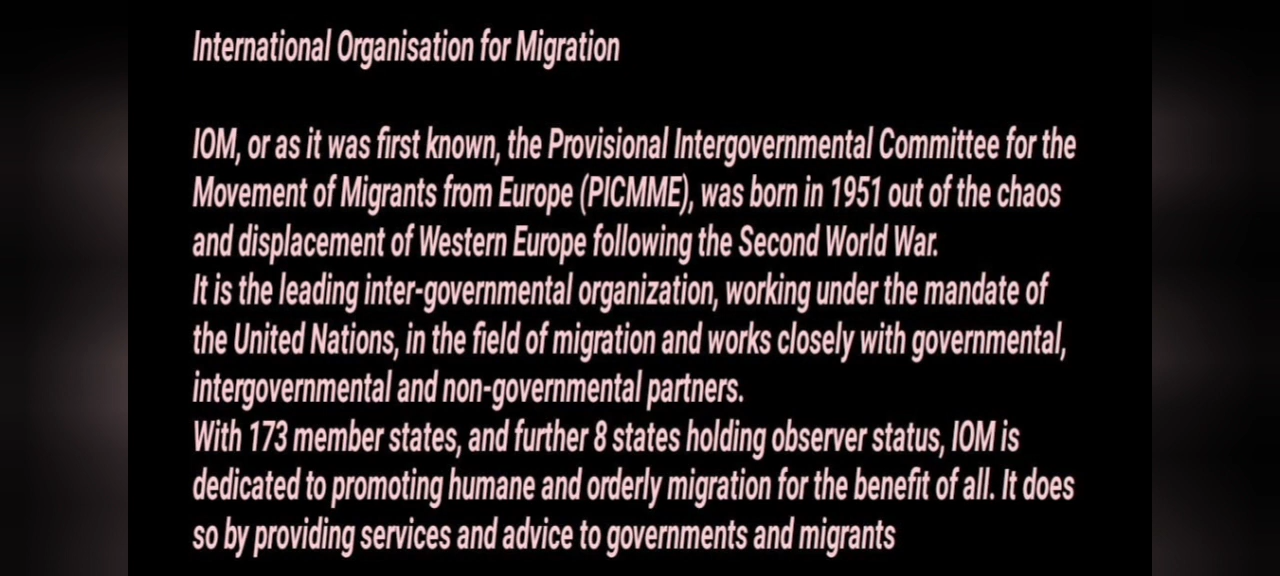 International Organisation for Migration
IOM, or as it was first known, the Provisional Intergovernmental Committee for the
Movement of Migrants from Europe (PICMME), was born in 1951 out of the chaos
and displacement of Western Europe following the Second World War.
It is the leading inter-governmental organization, working under the mandate of
the United Nations, in the field of migration and works closely with governmental,
intergovernmental and non-governmental partners.
With 173 member states, and further 8 states holding observer status, IOM is
dedicated to promoting humane and orderly migration for the benefit of all. It does
so by providing services and advice to governments and migrants